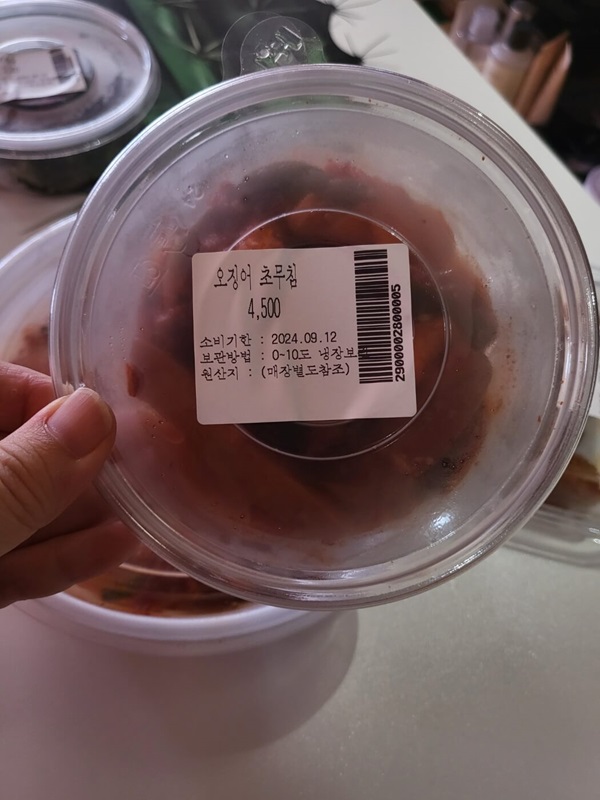 오징어 초무침
4,500
소비기한 : 2024.09.12
보관방법 : 0~10도 냉장보
원산지 : (매장별도참조)
2900002800005